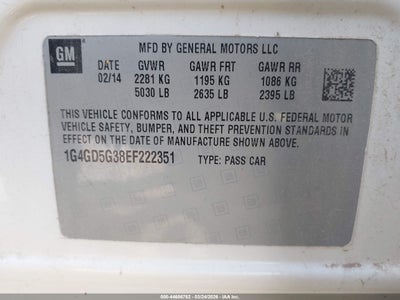 GM
MFD BY GENERAL MOTORS LLC
DATE GVWR GAWR FRT GAWR RR
02/14 2281 KG 1195 KG 1086 KG
5030 LB 2635 LB 2395 LB
THIS VEHICLE CONFORMS TO ALL APPLICABLE U.S. FEDERAL MOTOR
VEHICLE SAFETY, BUMPER, AND THEFT PREVENTION STANDARDS
IN EFFECT ON THE DATE OF MANUFACTURE SHOWN ABOVE.
1G4GD5G38EF222351 TYPE: PASS CAR